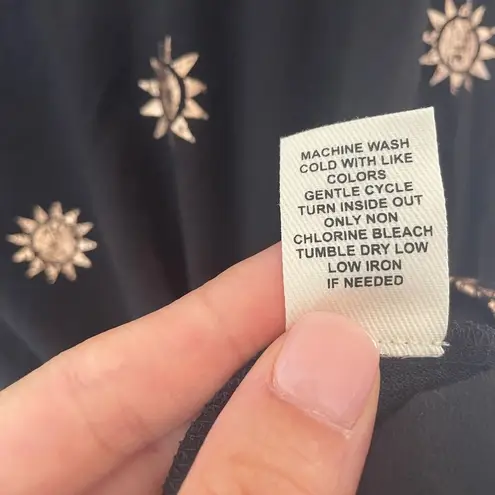 MACHINE WASH
COLD WITH LIKE
COLORS
GENTLE CYCLE
TURN INSIDE OUT
ONLY NON
CHLORINE BLEACH
TUMBLE DRY LOW
LOW IRON
IF NEEDED